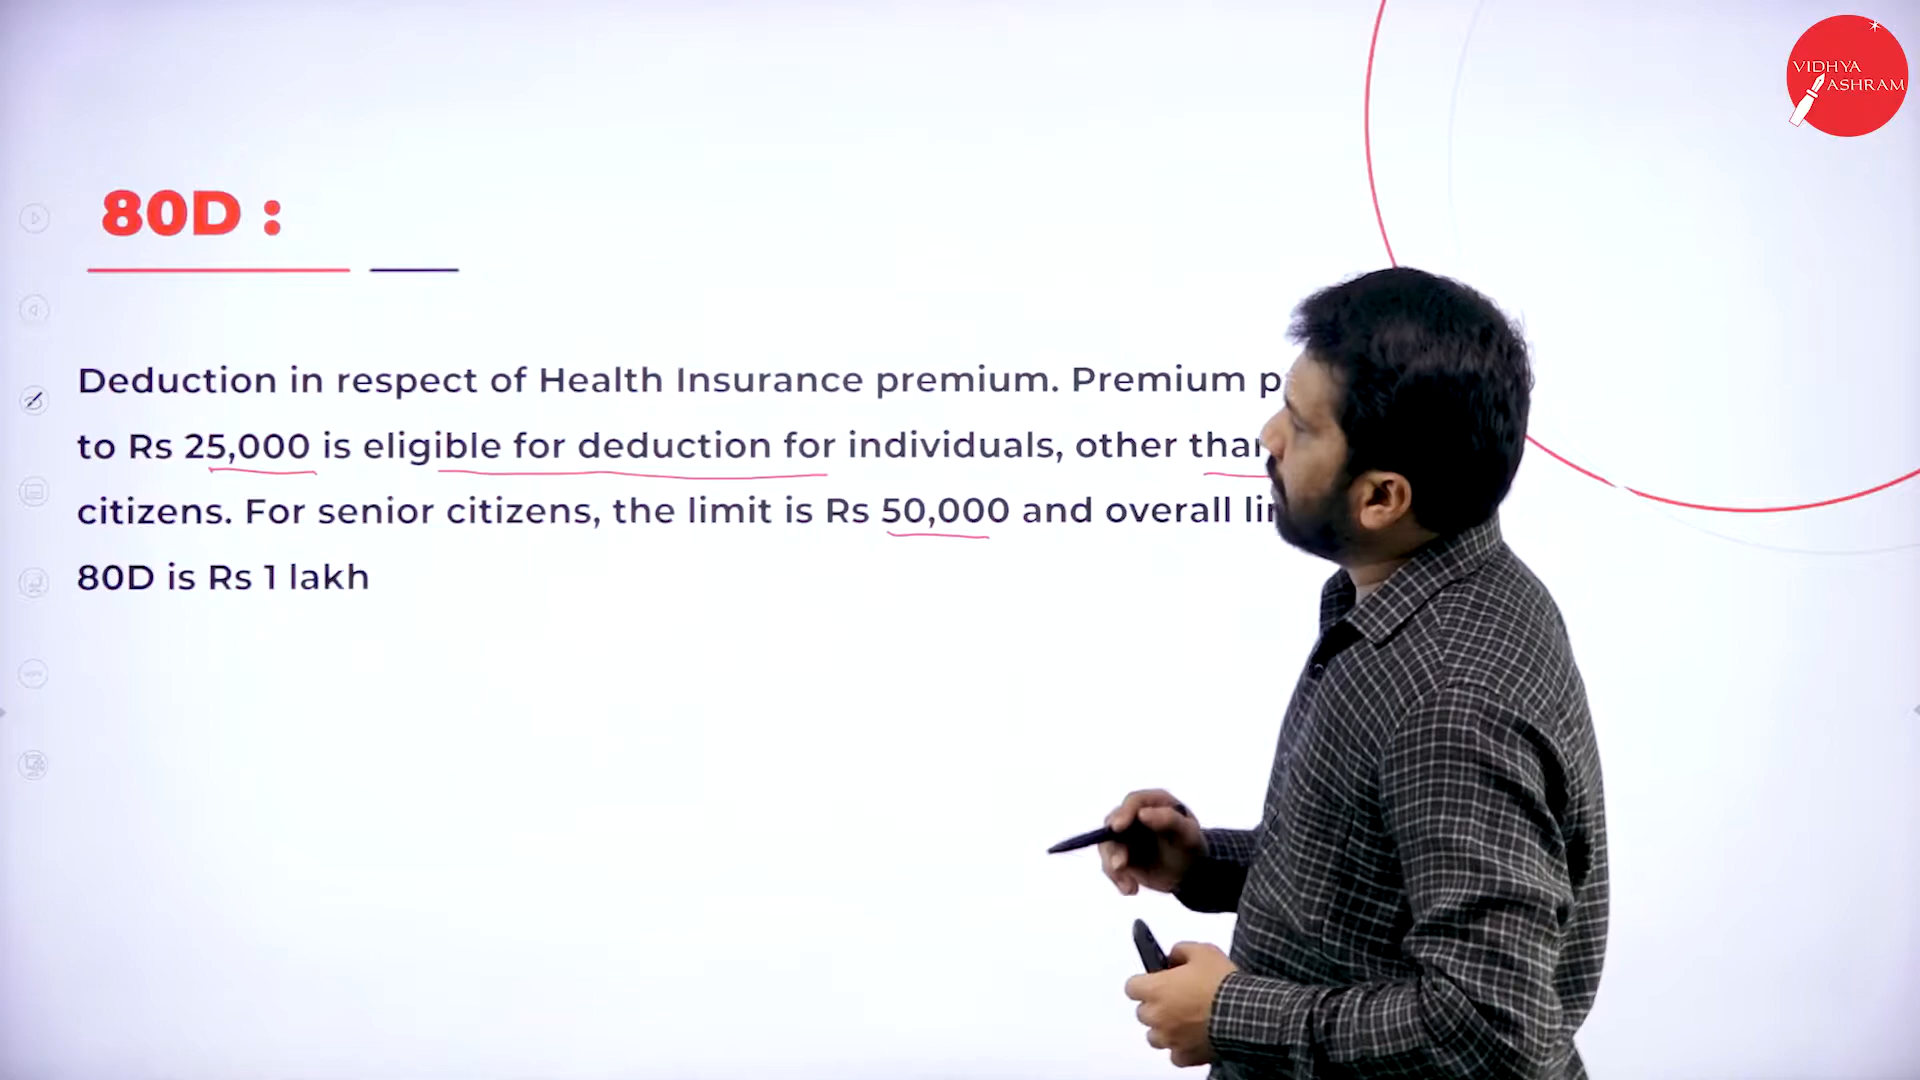 VIDHYA
ASHRAM
80D :
Deduction in respect of Health Insurance premium. Premium
to Rs 25,000 is eligible for deduction for individuals, other
citizens. For senior citizens, the limit is Rs 50,000 and overall
80D is Rs 1 lakh